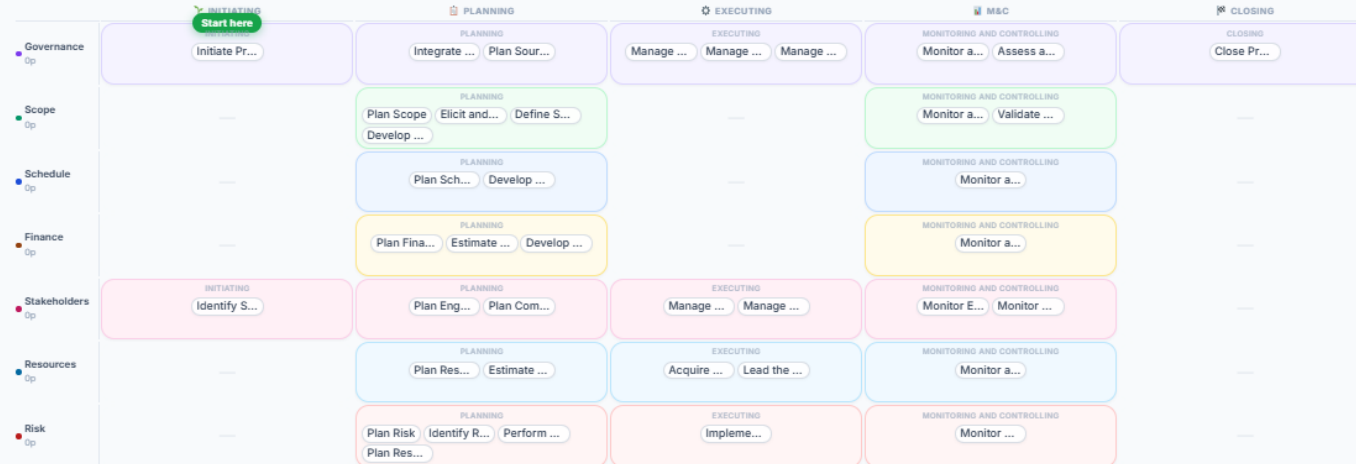 INITIATING PLANNING EXECUTING M&C CLOSING
Start here
INITIATING PLANNING EXECUTING MONITORING AND CONTROLLING CLOSING
Governance
0p
Initiate Pr... Integrate ... Plan Sour... Manage ... Manage ... Manage ... Monitor a... Assess a... Close Pr...
PLANNING MONITORING AND CONTROLLING
Scope
0p
Plan Scope Elicit and... Define S... Monitor a... Validate ...
Develop ...
PLANNING MONITORING AND CONTROLLING
Schedule
0p
Plan Sch... Develop ... Monitor a...
PLANNING MONITORING AND CONTROLLING
Finance
0p
Plan Fina... Estimate ... Develop ... Monitor a...
INITIATING PLANNING EXECUTING MONITORING AND CONTROLLING
Stakeholders
0p
Identify S... Plan Eng... Plan Com... Manage ... Manage ... Monitor E... Monitor ...
PLANNING EXECUTING MONITORING AND CONTROLLING
Resources
0p
Plan Res... Estimate ... Acquire ... Lead the ... Monitor a...
PLANNING EXECUTING MONITORING AND CONTROLLING
Risk
0p
Plan Risk Identify R... Perform ... Impleme... Monitor ...
Plan Res...